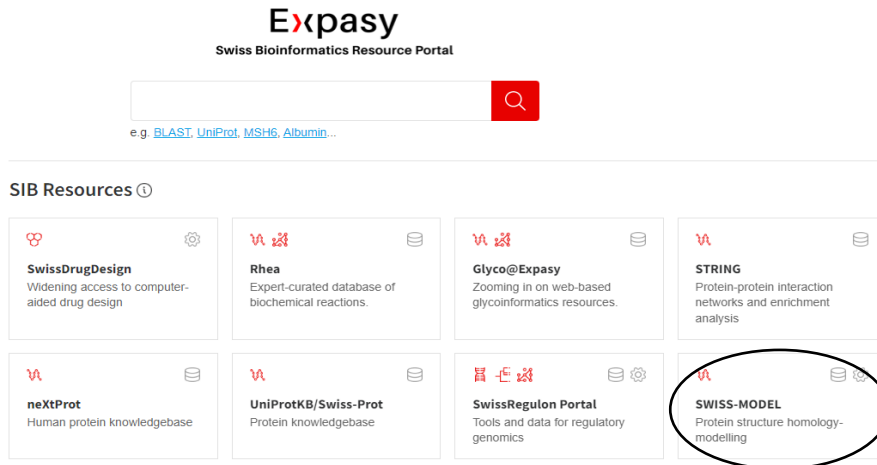 Expasy
Swiss Bioinformatics Resource Portal
e.g. BLAST, UniProt, MSH6, Albumin...
SIB Resources
SwissDrugDesign
Widening access to computer-
aided drug design
Rhea
Expert-curated database of
biochemical reactions.
Glyco@Expasy
Zooming in on web-based
glycoinformatics resources.
STRING
Protein-protein interaction
networks and enrichment
analysis
neXtProt
Human protein knowledgebase
UniProtKB/Swiss-Prot
Protein knowledgebase
SwissRegulon Portal
Tools and data for regulatory
genomics
SWISS-MODEL
Protein structure homology-
modelling